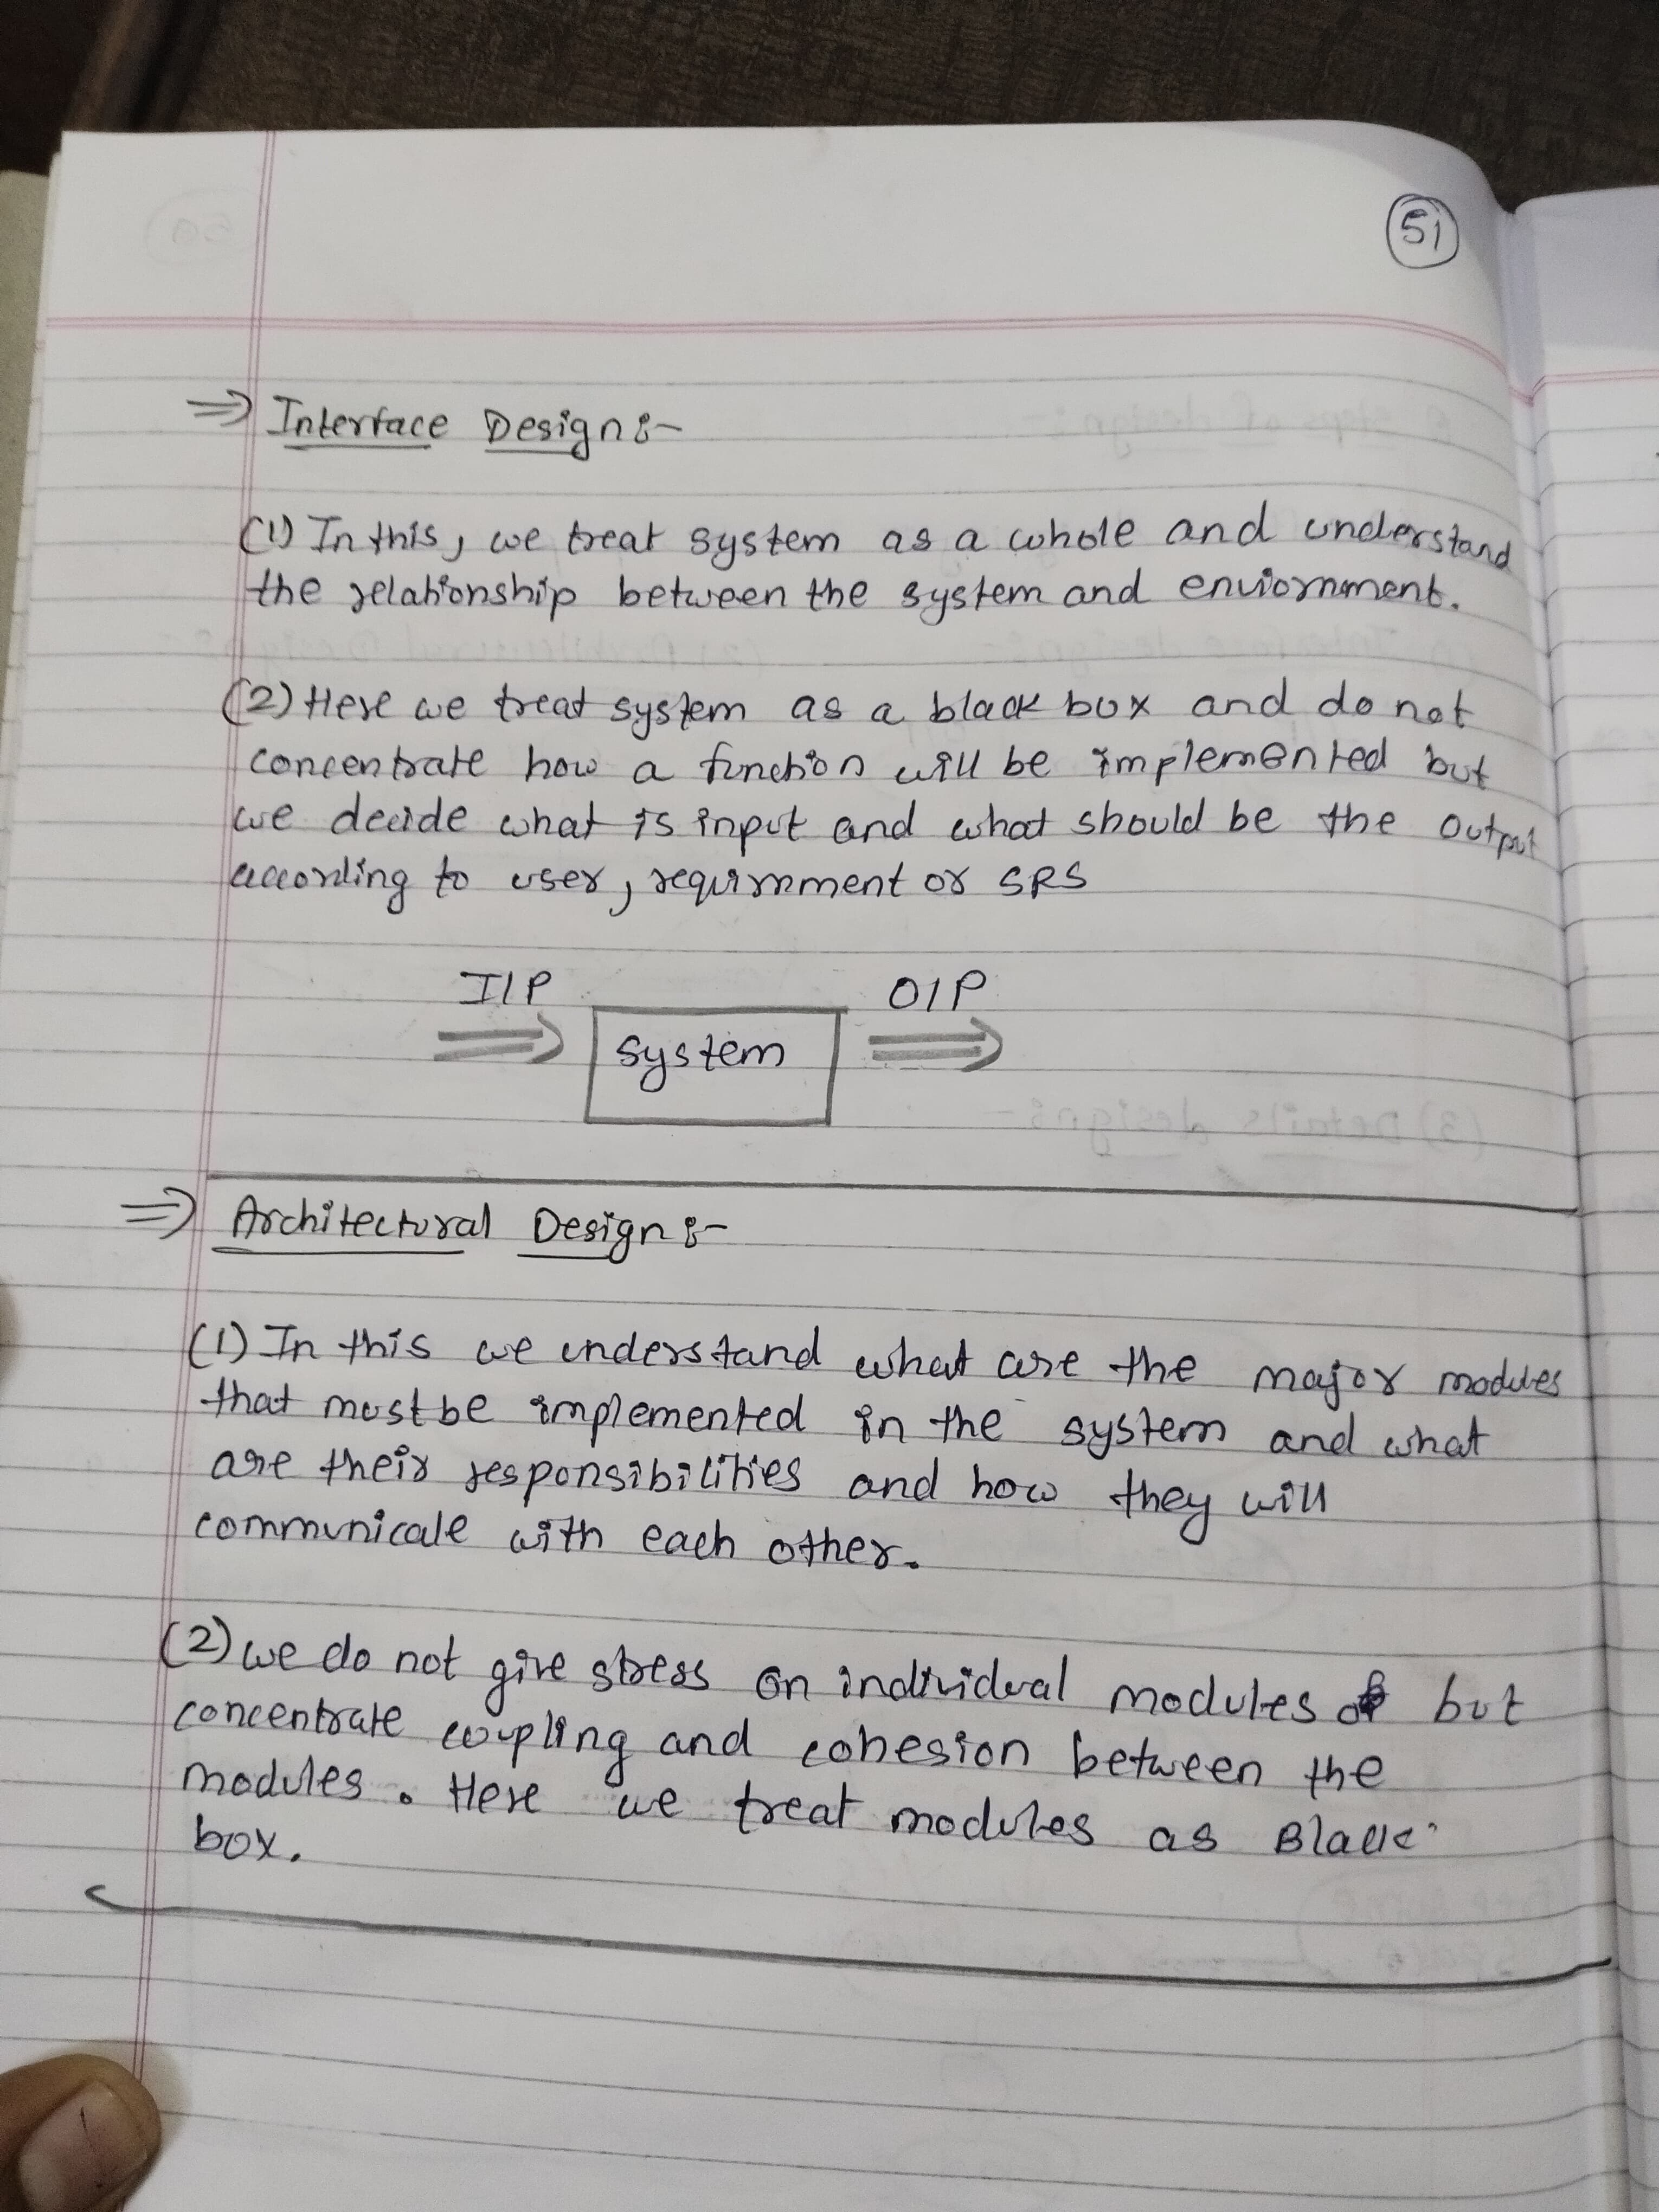 51
⇒ Interface Design:-
(1) In this, we treat system as a whole and understand
the relationship between the system and enviornment.
(2) Here we treat system as a black box and do not
concentrate how a function will be implemented but
we decide what is input and what should be the output
according to user, requirnment or SRS
I/P
O/P
system
⇒ Architectural Design:-
(1) In this we understand what are the major modules
that must be implemented in the system and what
are their responsibilities and how they will
communicate with each other.
(2) we do not give stress on individual modules but
concentrate coupling and cohesion between the
modules. Here we treat modules as Black
box.